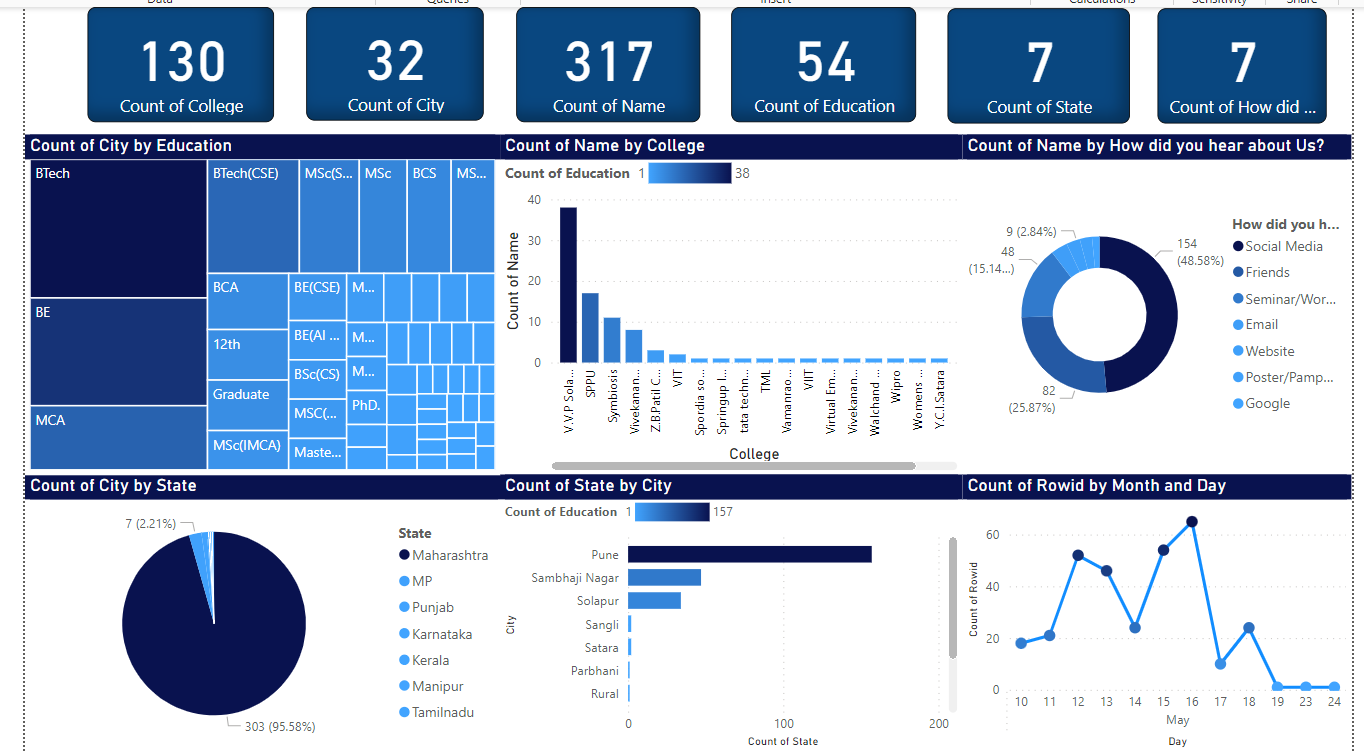 Data Queries Insert Calculations Sensitivity Share
130 32 317 54 7 7
Count of College Count of City Count of Name Count of Education Count of State Count of How did ...
Count of City by Education
BTech
BE
MCA
BTech(CSE)
MSc(S...
MSc
BCS
MS...
BCA
12th
Graduate
MSc(IMCA)
BE(CSE)
BE(AI ...
BSc(CS)
MSC(...
Maste...
M...
M...
M...
PhD.
Count of Name by College
Count of Education 1 38
Count of Name
40
30
20
10
0
V.V.P Sola...
SPPU
Symbiosis
Vivekanan...
Z.B.Patil C...
VIT
Spordia so...
Springup I...
tata techn...
TML
Vamanrao...
VIIT
Virtual Em...
Vivekanan...
Walchand ...
Wipro
Womens ...
Y.C.I.Satara
College
Count of Name by How did you hear about Us?
9 (2.84%)
48
(15.14...)
154
(48.58%)
82
(25.87%)
How did you h...
Social Media
Friends
Seminar/Wor...
Email
Website
Poster/Pamp...
Google
Count of City by State
7 (2.21%)
303 (95.58%)
State
Maharashtra
MP
Punjab
Karnataka
Kerala
Manipur
Tamilnadu
Count of State by City
Count of Education 1 157
City
Pune
Sambhaji Nagar
Solapur
Sangli
Satara
Parbhani
Rural
0 100 200
Count of State
Count of Rowid by Month and Day
Count of Rowid
60
40
20
0
10 11 12 13 14 15 16 17 18 19 23 24
May
Day